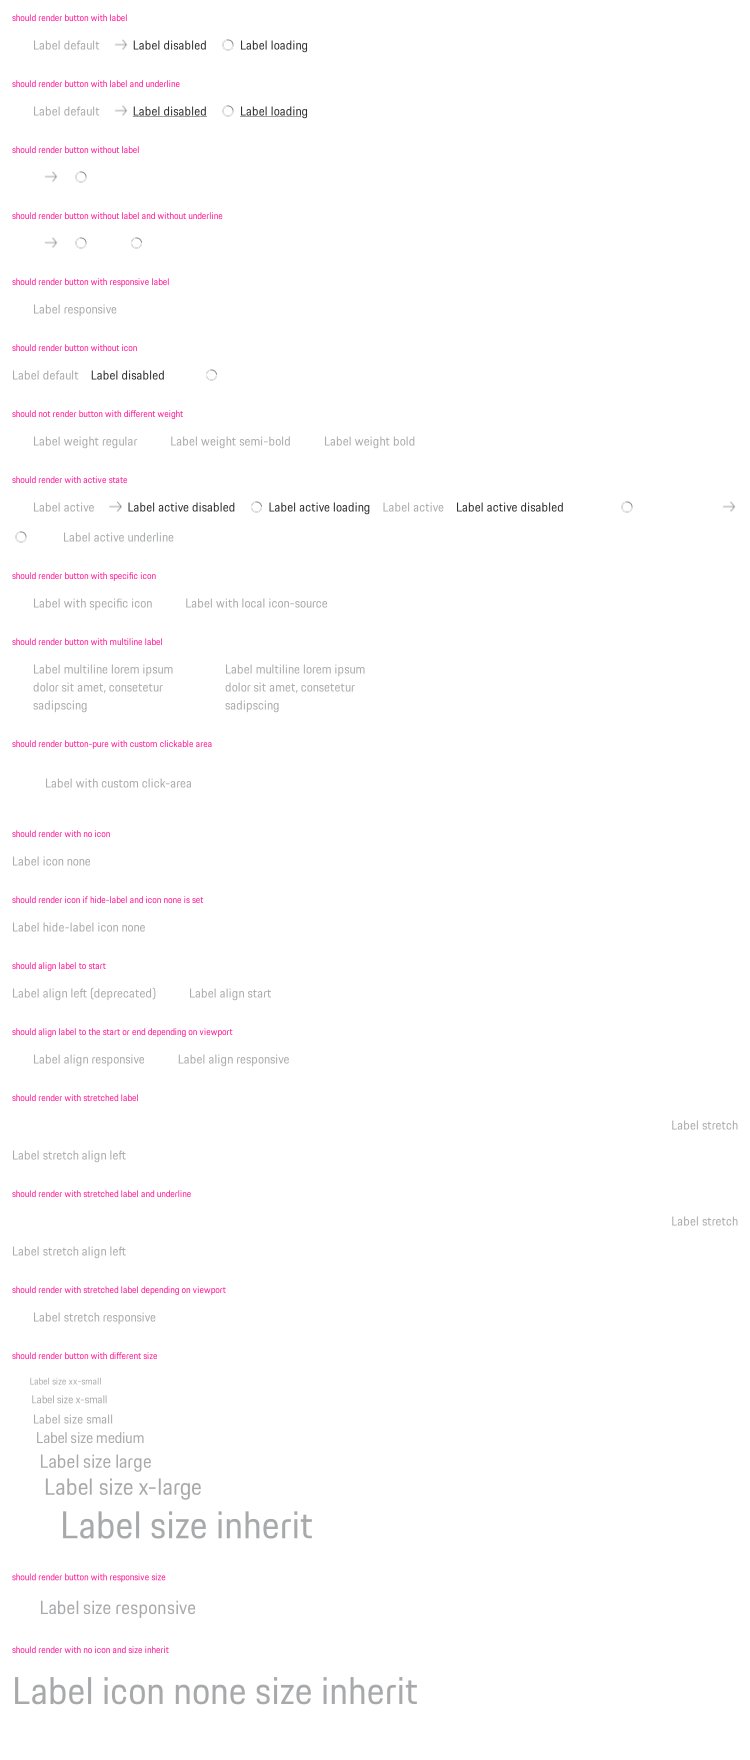 should render button with label
Label default Label disabled Label loading
should render button with label and underline
Label default Label disabled Label loading
should render button without label
should render button without label and without underline
should render button with responsive label
Label responsive
should render button without icon
Label default Label disabled
should not render button with different weight
Label weight regular Label weight semi-bold Label weight bold
should render with active state
Label active Label active disabled Label active loading Label active Label active disabled
Label active underline
should render button with specific icon
Label with specific icon Label with local icon-source
should render button with multiline label
Label multiline lorem ipsum Label multiline lorem ipsum
dolor sit amet, consetetur dolor sit amet, consetetur
sadipscing sadipscing
should render button-pure with custom clickable area
Label with custom click-area
should render with no icon
Label icon none
should render icon if hide-label and icon none is set
Label hide-label icon none
should align label to start
Label align left (deprecated) Label align start
should align label to the start or end depending on viewport
Label align responsive Label align responsive
should render with stretched label
Label stretch
Label stretch align left
should render with stretched label and underline
Label stretch
Label stretch align left
should render with stretched label depending on viewport
Label stretch responsive
should render button with different size
Label size xx-small
Label size x-small
Label size small
Label size medium
Label size large
Label size x-large
Label size inherit
should render button with responsive size
Label size responsive
should render with no icon and size inherit
Label icon none size inherit